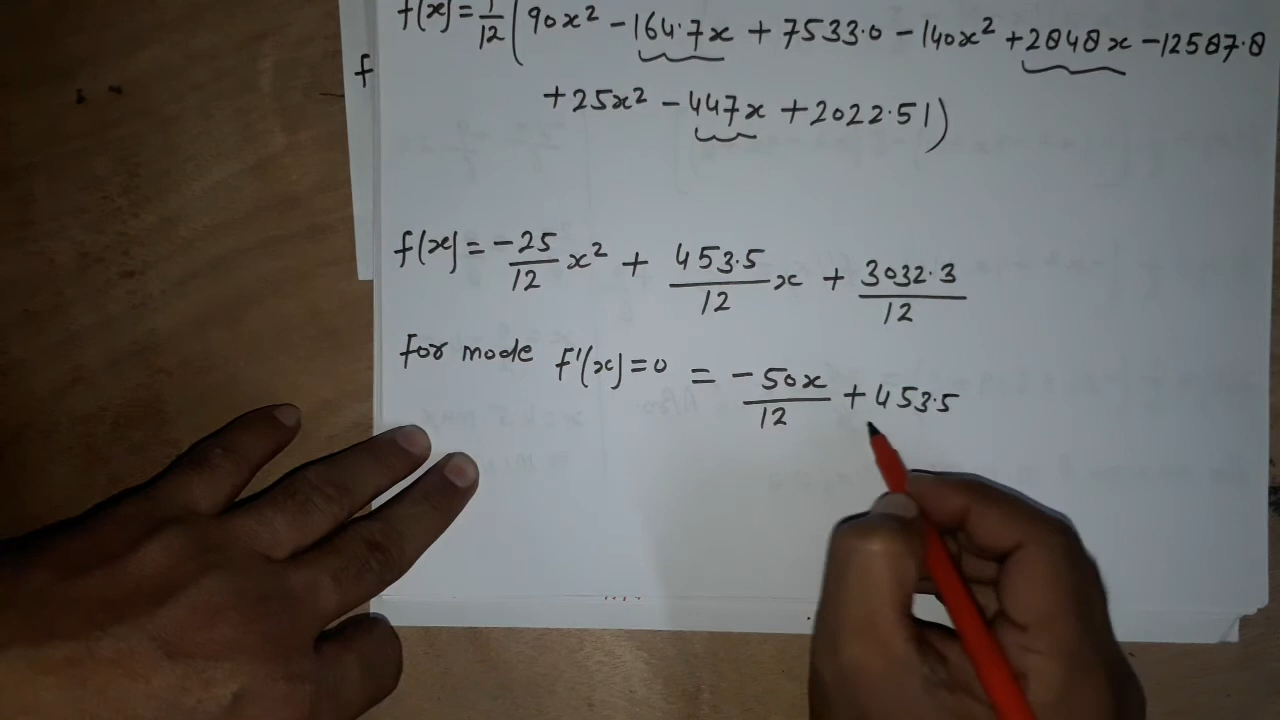 f(x)=1/12(90x² -164.7x + 7533.0 - 140x² +2848x -12587.8
+25x² -447x +2022.51)
f
f(x)= -25/12 x² + 453.5/12 x + 3032.3/12
for mode f'(x)=0 = -50x/12 + 453.5